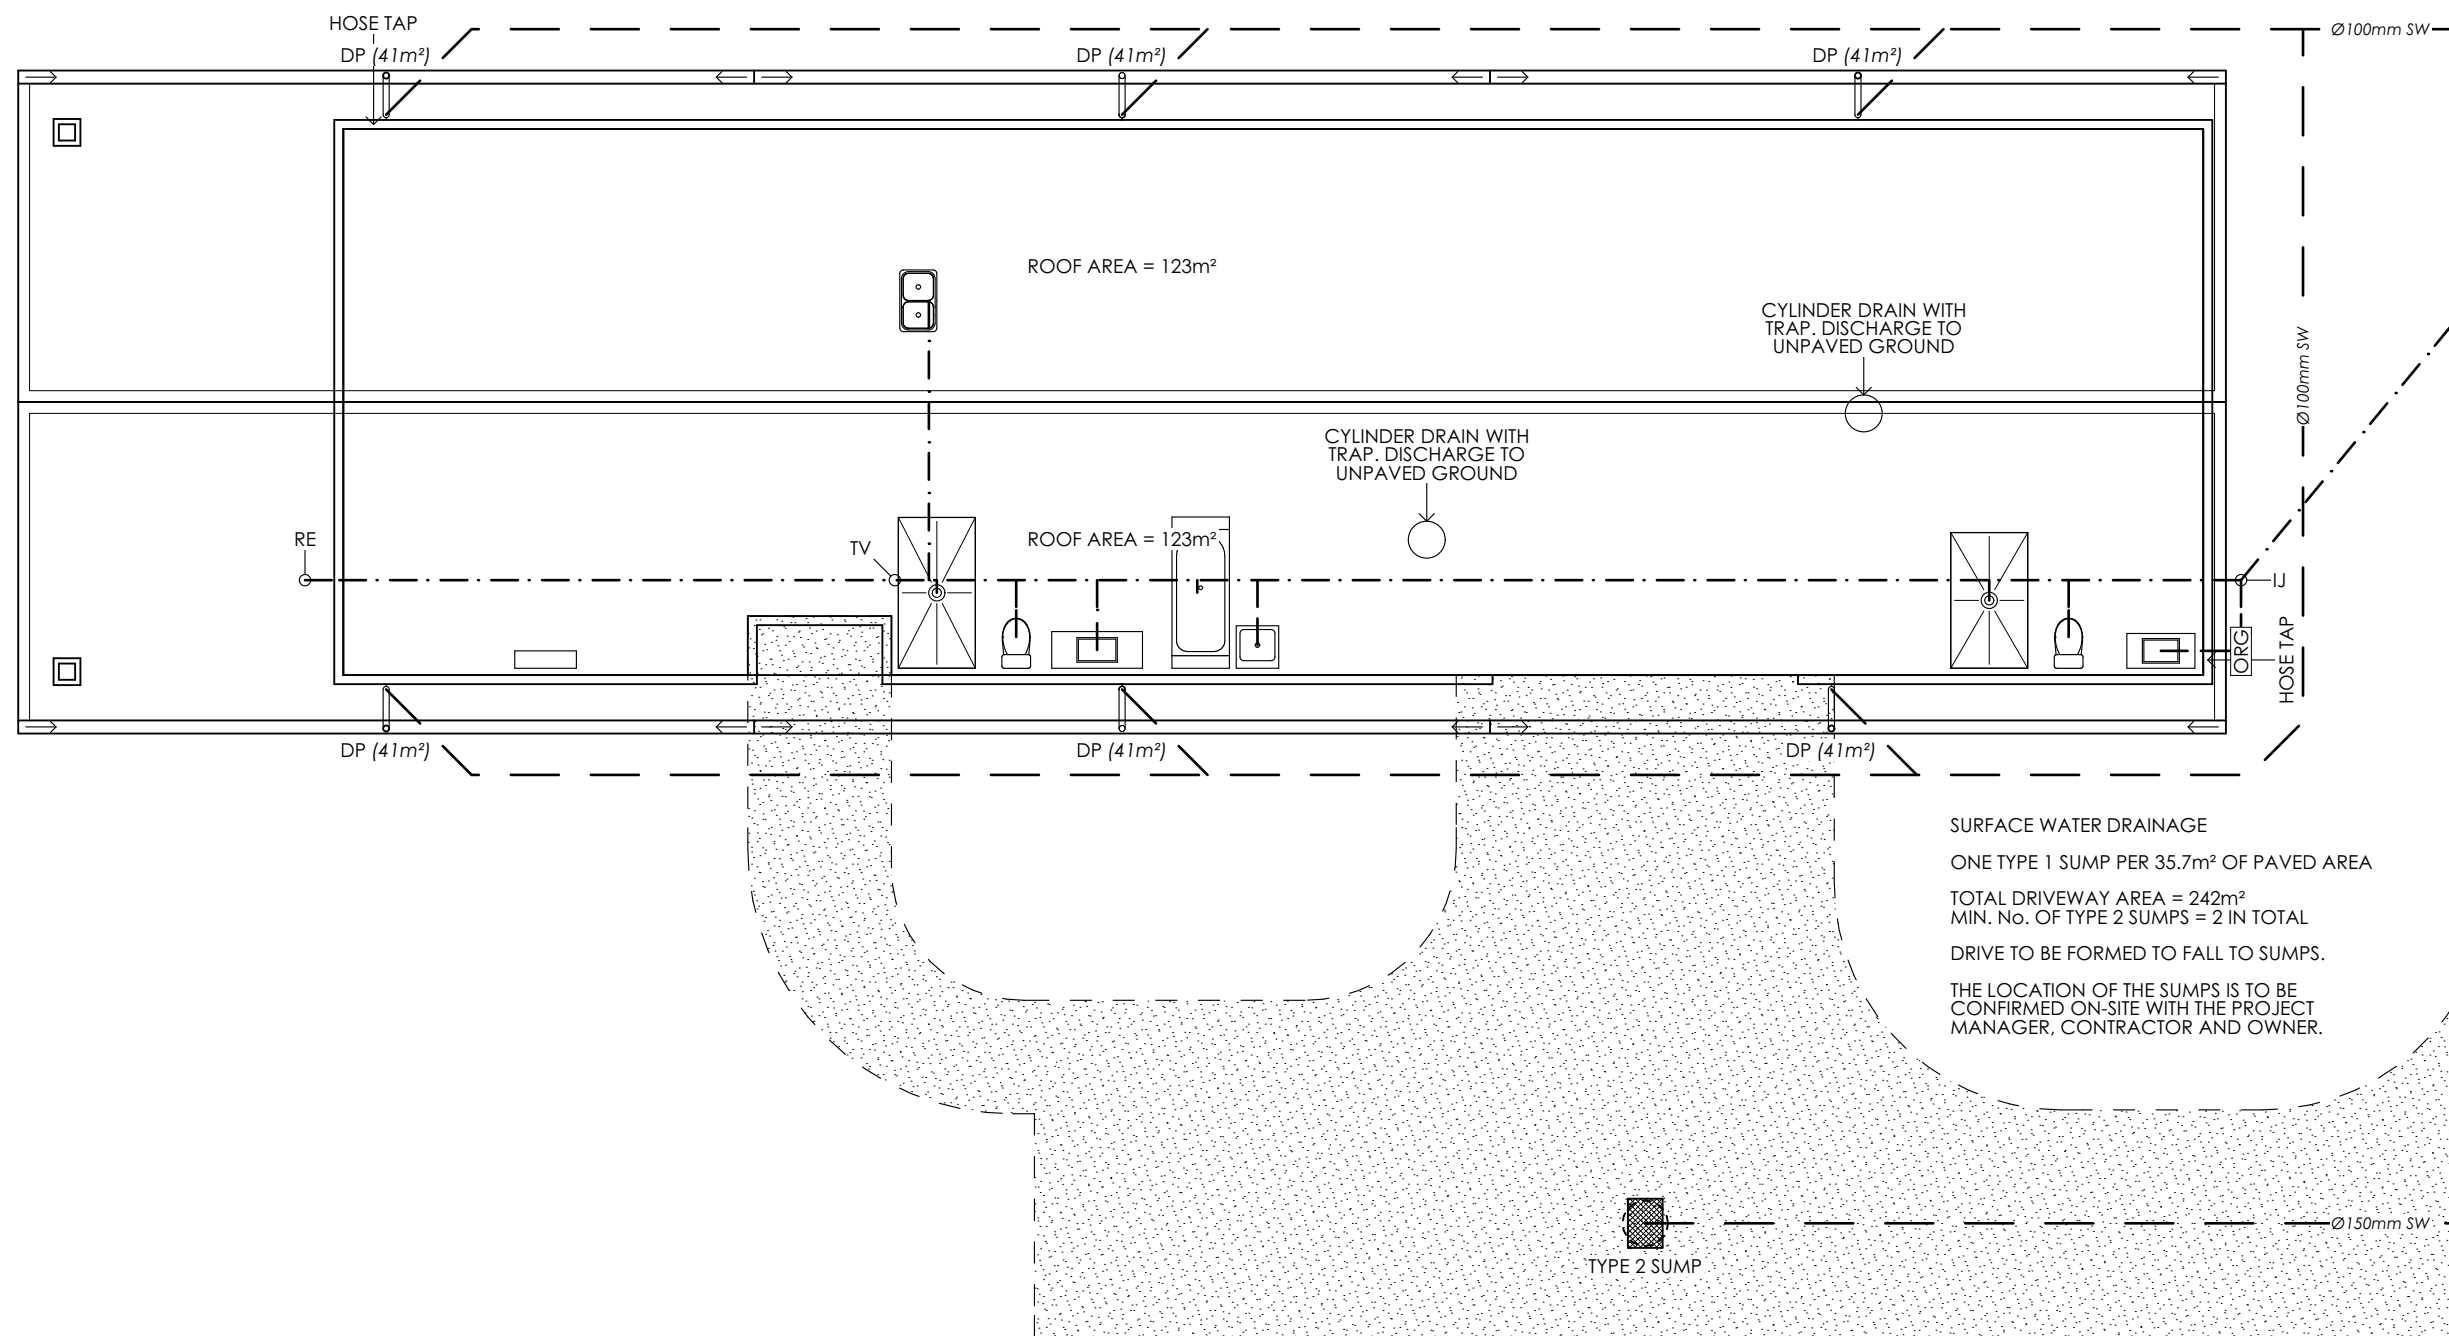 HOSE TAP
Ø100mm SW
DP (41m²)
DP (41m²)
DP (41m²)
ROOF AREA = 123m²
CYLINDER DRAIN WITH
TRAP. DISCHARGE TO
UNPAVED GROUND
Ø100mm SW
CYLINDER DRAIN WITH
TRAP. DISCHARGE TO
UNPAVED GROUND
RE
TV
ROOF AREA = 123m²
IJ
ORG
HOSE TAP
DP (41m²)
DP (41m²)
DP (41m²)
SURFACE WATER DRAINAGE
ONE TYPE 1 SUMP PER 35.7m² OF PAVED AREA
TOTAL DRIVEWAY AREA = 242m²
MIN. No. OF TYPE 2 SUMPS = 2 IN TOTAL
DRIVE TO BE FORMED TO FALL TO SUMPS.
THE LOCATION OF THE SUMPS IS TO BE
CONFIRMED ON-SITE WITH THE PROJECT
MANAGER, CONTRACTOR AND OWNER.
Ø150mm SW
TYPE 2 SUMP